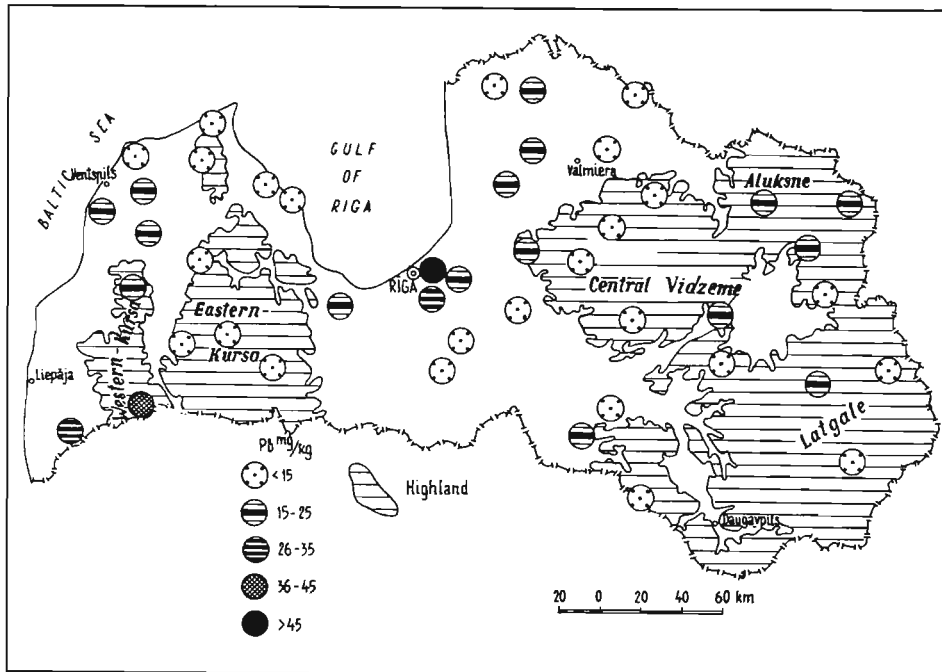 BALTIC SEA
GULF
OF
RIGA
Ventspils
Valmiera
Aluksne
RIGA
Central Vidzeme
Eastern-
Kursa
Western-Kursa
Liepāja
Latgale
Daugavpils
PB mg/kg
<15
15-25
26-35
36-45
>45
Highland
20 0 20 60 km